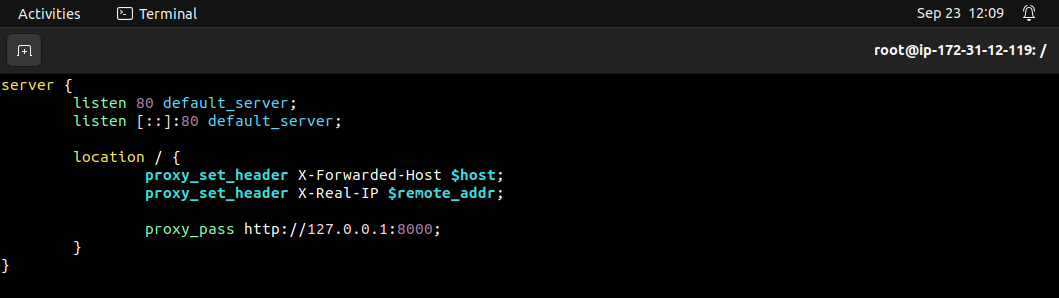 Activities Terminal Sep 23 12:09
root@ip-172-31-12-119: /
server {
        listen 80 default_server;
        listen [::]:80 default_server;

        location / {
                proxy_set_header X-Forwarded-Host $host;
                proxy_set_header X-Real-IP $remote_addr;

                proxy_pass http://127.0.0.1:8000;
        }
}